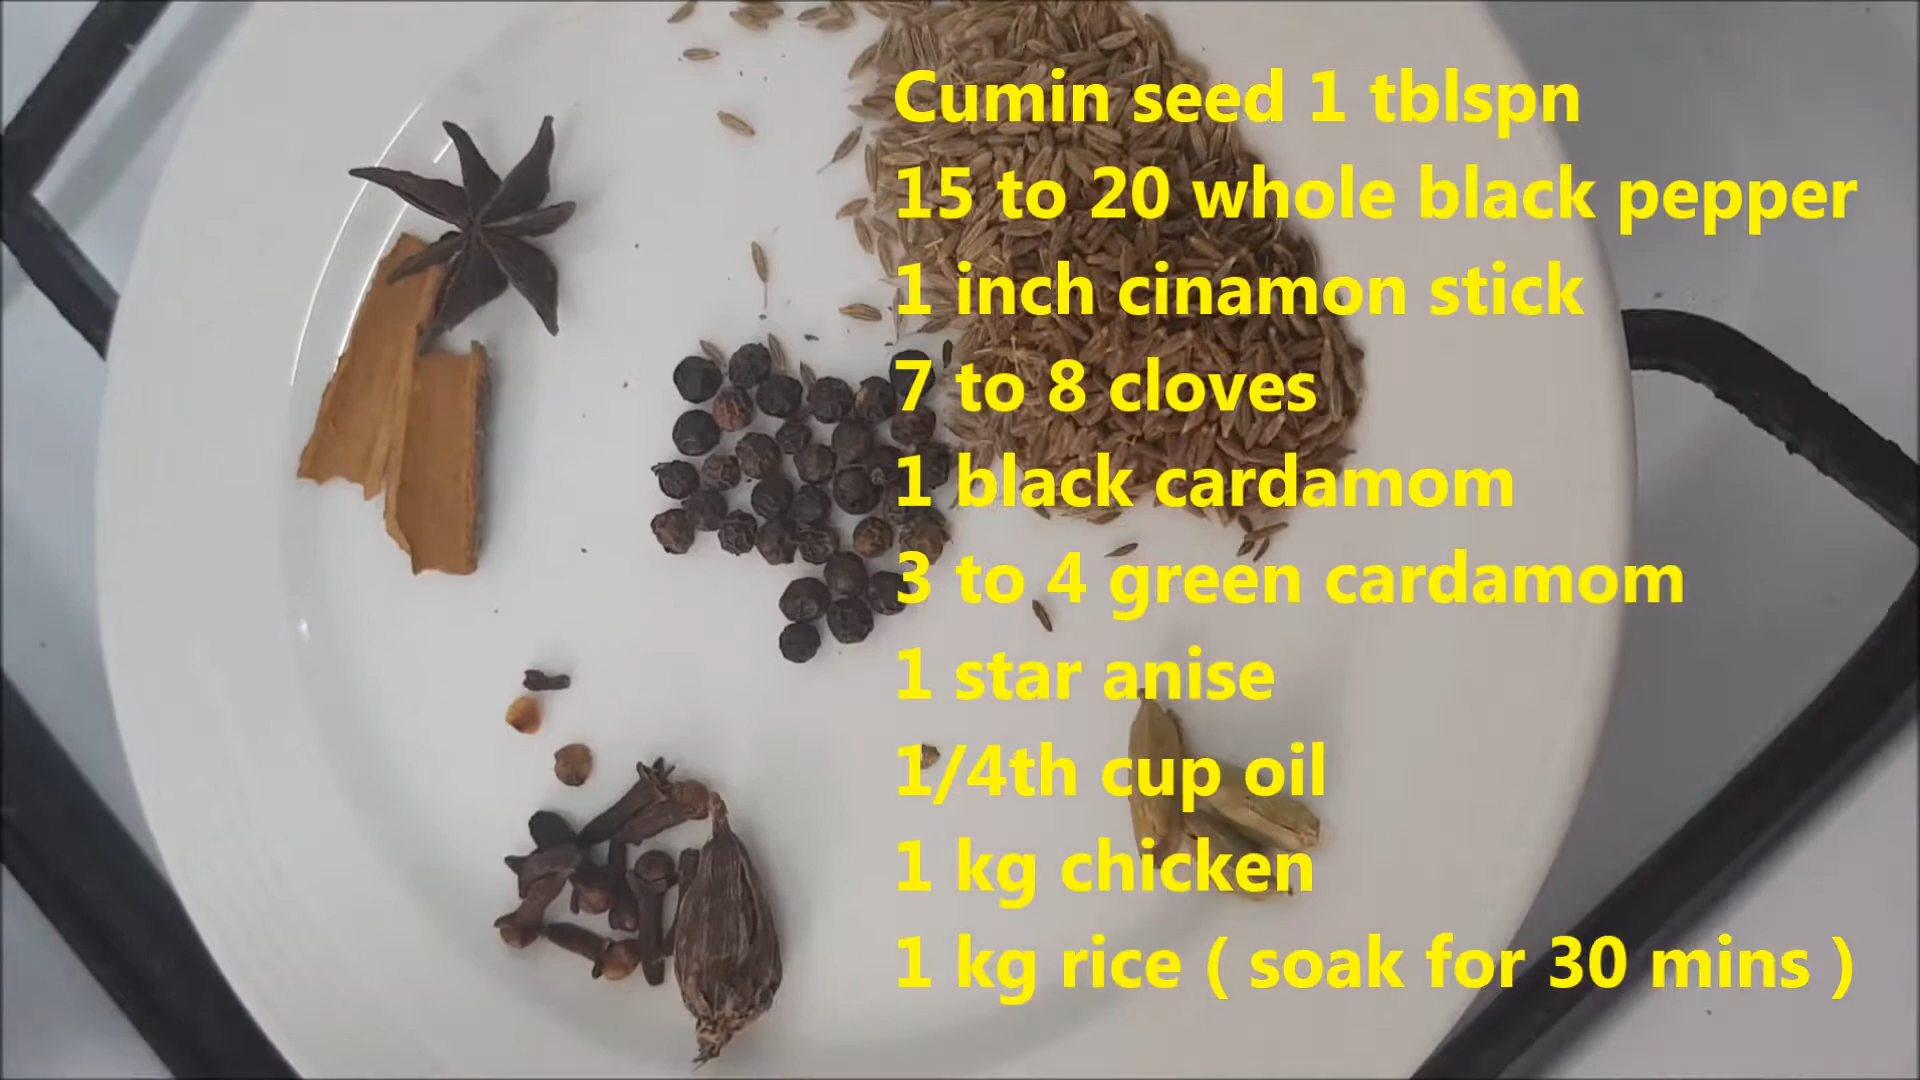 Cumin seed 1 tblspn
15 to 20 whole black pepper
1 inch cinamon stick
7 to 8 cloves
1 black cardamom
3 to 4 green cardamom
1 star anise
1/4th cup oil
1 kg chicken
1 kg rice ( soak for 30 mins )